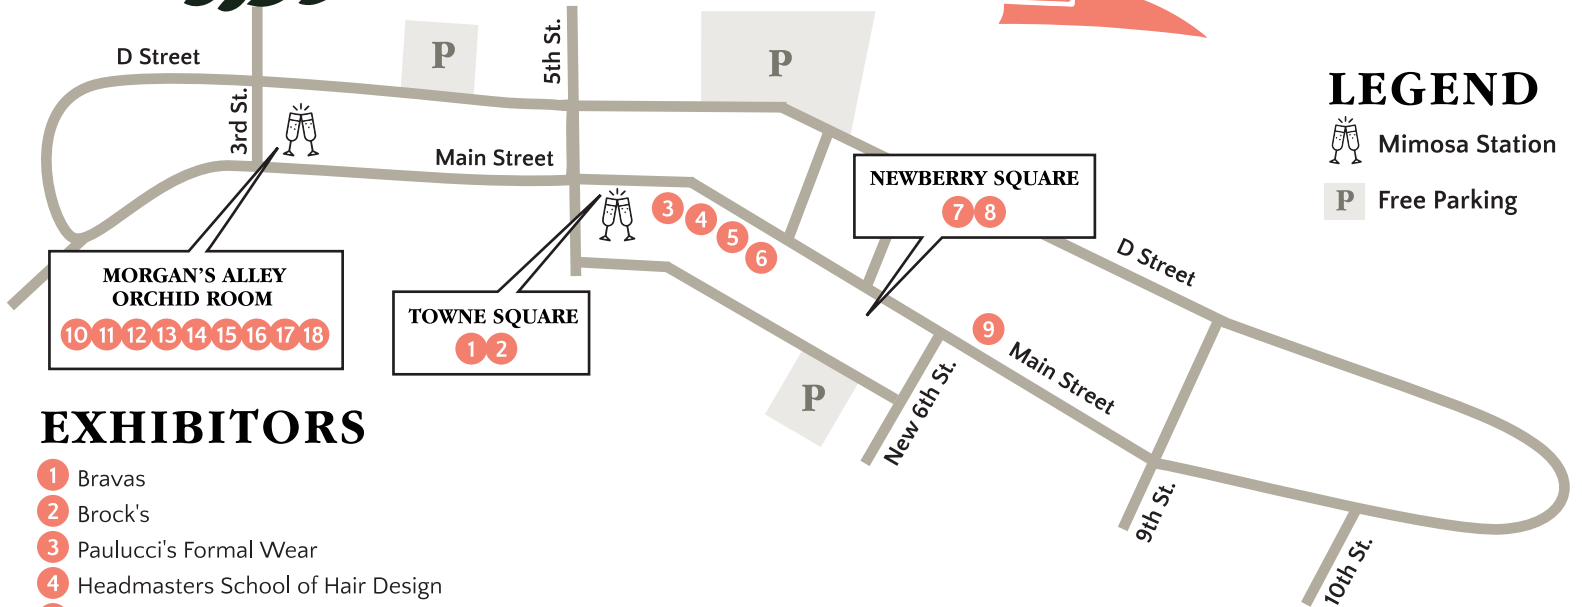 D Street
3rd St.
P
5th St.
P
Main Street
LEGEND
Mimosa Station
P Free Parking
NEWBERRY SQUARE
7 8
3
4
5
6
D Street
MORGAN'S ALLEY
ORCHID ROOM
10 11 12 13 14 15 16 17 18
TOWNE SQUARE
1 2
9
Main Street
P
New 6th St.
9th St.
10th St.
EXHIBITORS
1 Bravas
2 Brock's
3 Paulucci's Formal Wear
4 Headmasters School of Hair Design